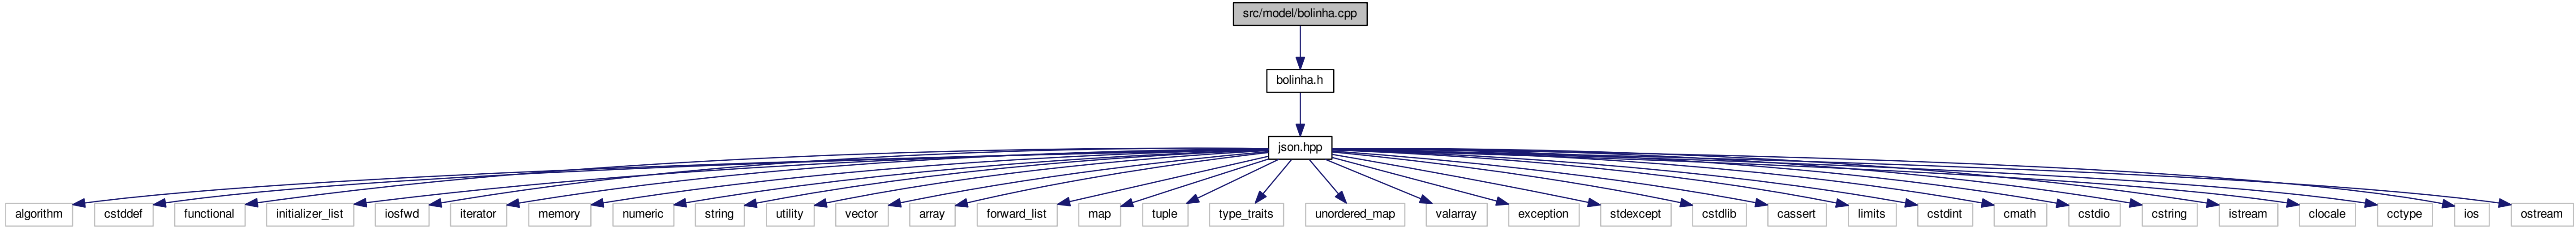 src/model/bolinha.cpp
bolinha.h
json.hpp
algorithm
cstddef
functional
initializer_list
iosfwd
iterator
memory
numeric
string
utility
vector
array
forward_list
map
tuple
type_traits
unordered_map
valarray
exception
stdexcept
cstdlib
cassert
limits
cstdint
cmath
cstdio
cstring
istream
clocale
cctype
ios
ostream